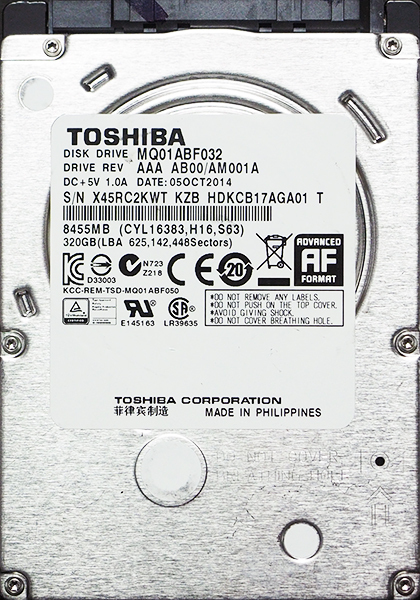 TOSHIBA
DISK DRIVE MQ01ABF032
DRIVE REV AAA AB00/AM001A
DC+5V 1.0A DATE:05OCT2014
S/N X45RC2KWT KZB HDKCB17AGA01 T
8455MB (CYL16383,H16,S63)
320GB(LBA 625,142,448Sectors)
D33003
N723
Z218
20
ADVANCED
AF
FORMAT
KCC-REM-TSD-MQ01ABF050
E145163
LR39635
*DO NOT REMOVE ANY LABELS.
*DO NOT PUSH ON THE TOP COVER.
*AVOID GIVING SHOCK.
*DO NOT COVER BREATHING HOLE.
TOSHIBA CORPORATION
菲律宾制造 MADE IN PHILIPPINES